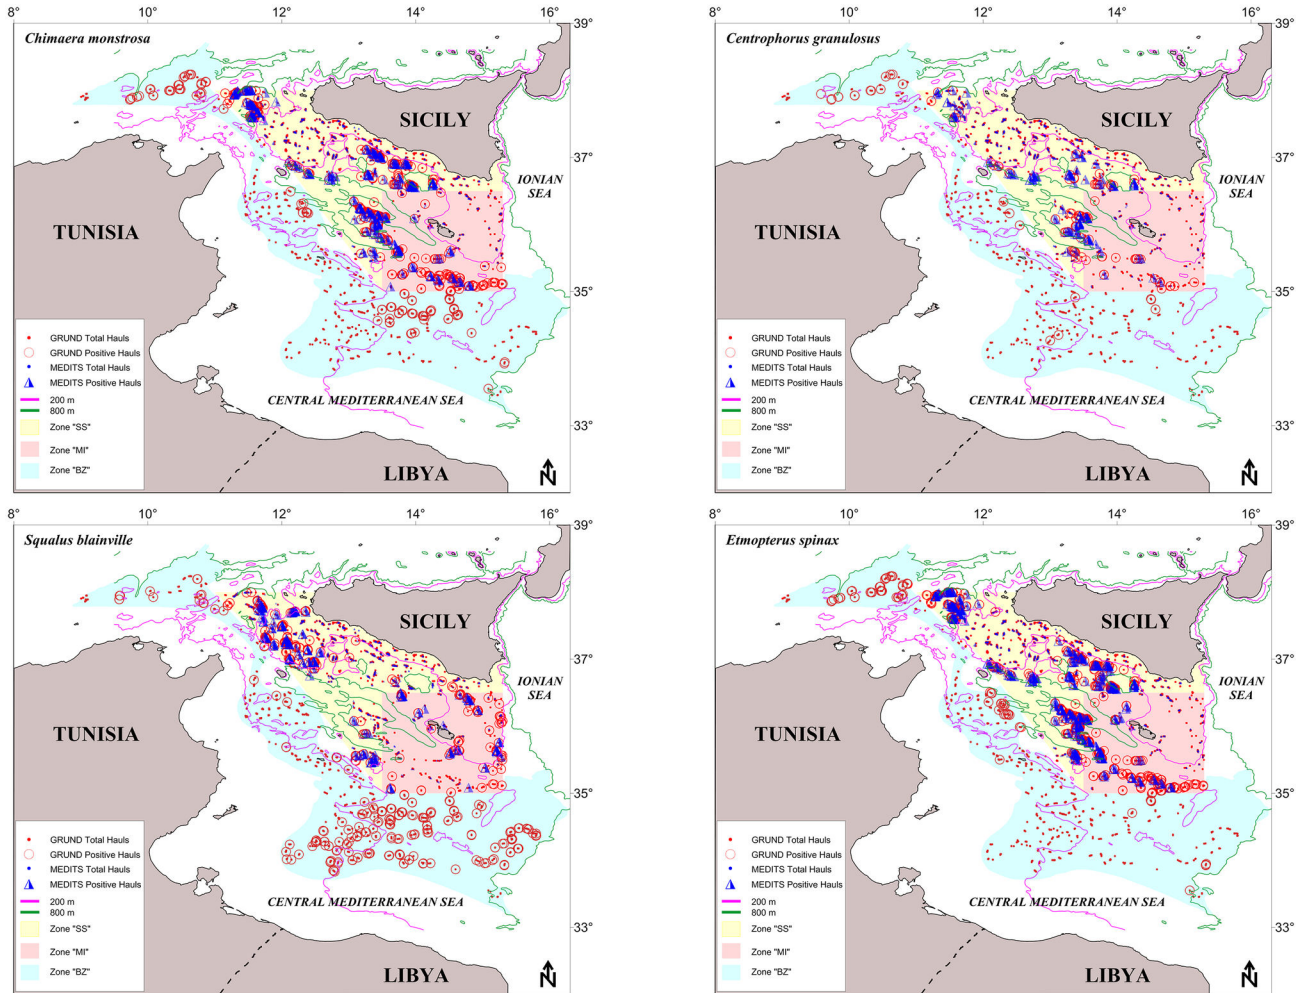 8° 10° 12° 14° 16°
39°
Chimaera monstrosa
SICILY
37°
IONIAN
SEA
TUNISIA
35°
GRUND Total Hauls
GRUND Positive Hauls
MEDITS Total Hauls
MEDITS Positive Hauls
200 m
800 m
Zone "SS"
Zone "MI"
Zone "BZ"
CENTRAL MEDITERRANEAN SEA
33°
LIBYA
N
8° 10° 12° 14° 16°
39°
Centrophorus granulosus
SICILY
37°
IONIAN
SEA
TUNISIA
35°
GRUND Total Hauls
GRUND Positive Hauls
MEDITS Total Hauls
MEDITS Positive Hauls
200 m
800 m
Zone "SS"
Zone "MI"
Zone "BZ"
CENTRAL MEDITERRANEAN SEA
33°
LIBYA
N
8° 10° 12° 14° 16°
39°
Squalus blainville
SICILY
37°
IONIAN
SEA
TUNISIA
35°
GRUND Total Hauls
GRUND Positive Hauls
MEDITS Total Hauls
MEDITS Positive Hauls
200 m
800 m
Zone "SS"
Zone "MI"
Zone "BZ"
CENTRAL MEDITERRANEAN SEA
33°
LIBYA
N
8° 10° 12° 14° 16°
39°
Etmopterus spinax
SICILY
37°
IONIAN
SEA
TUNISIA
35°
GRUND Total Hauls
GRUND Positive Hauls
MEDITS Total Hauls
MEDITS Positive Hauls
200 m
800 m
Zone "SS"
Zone "MI"
Zone "BZ"
CENTRAL MEDITERRANEAN SEA
33°
LIBYA
N